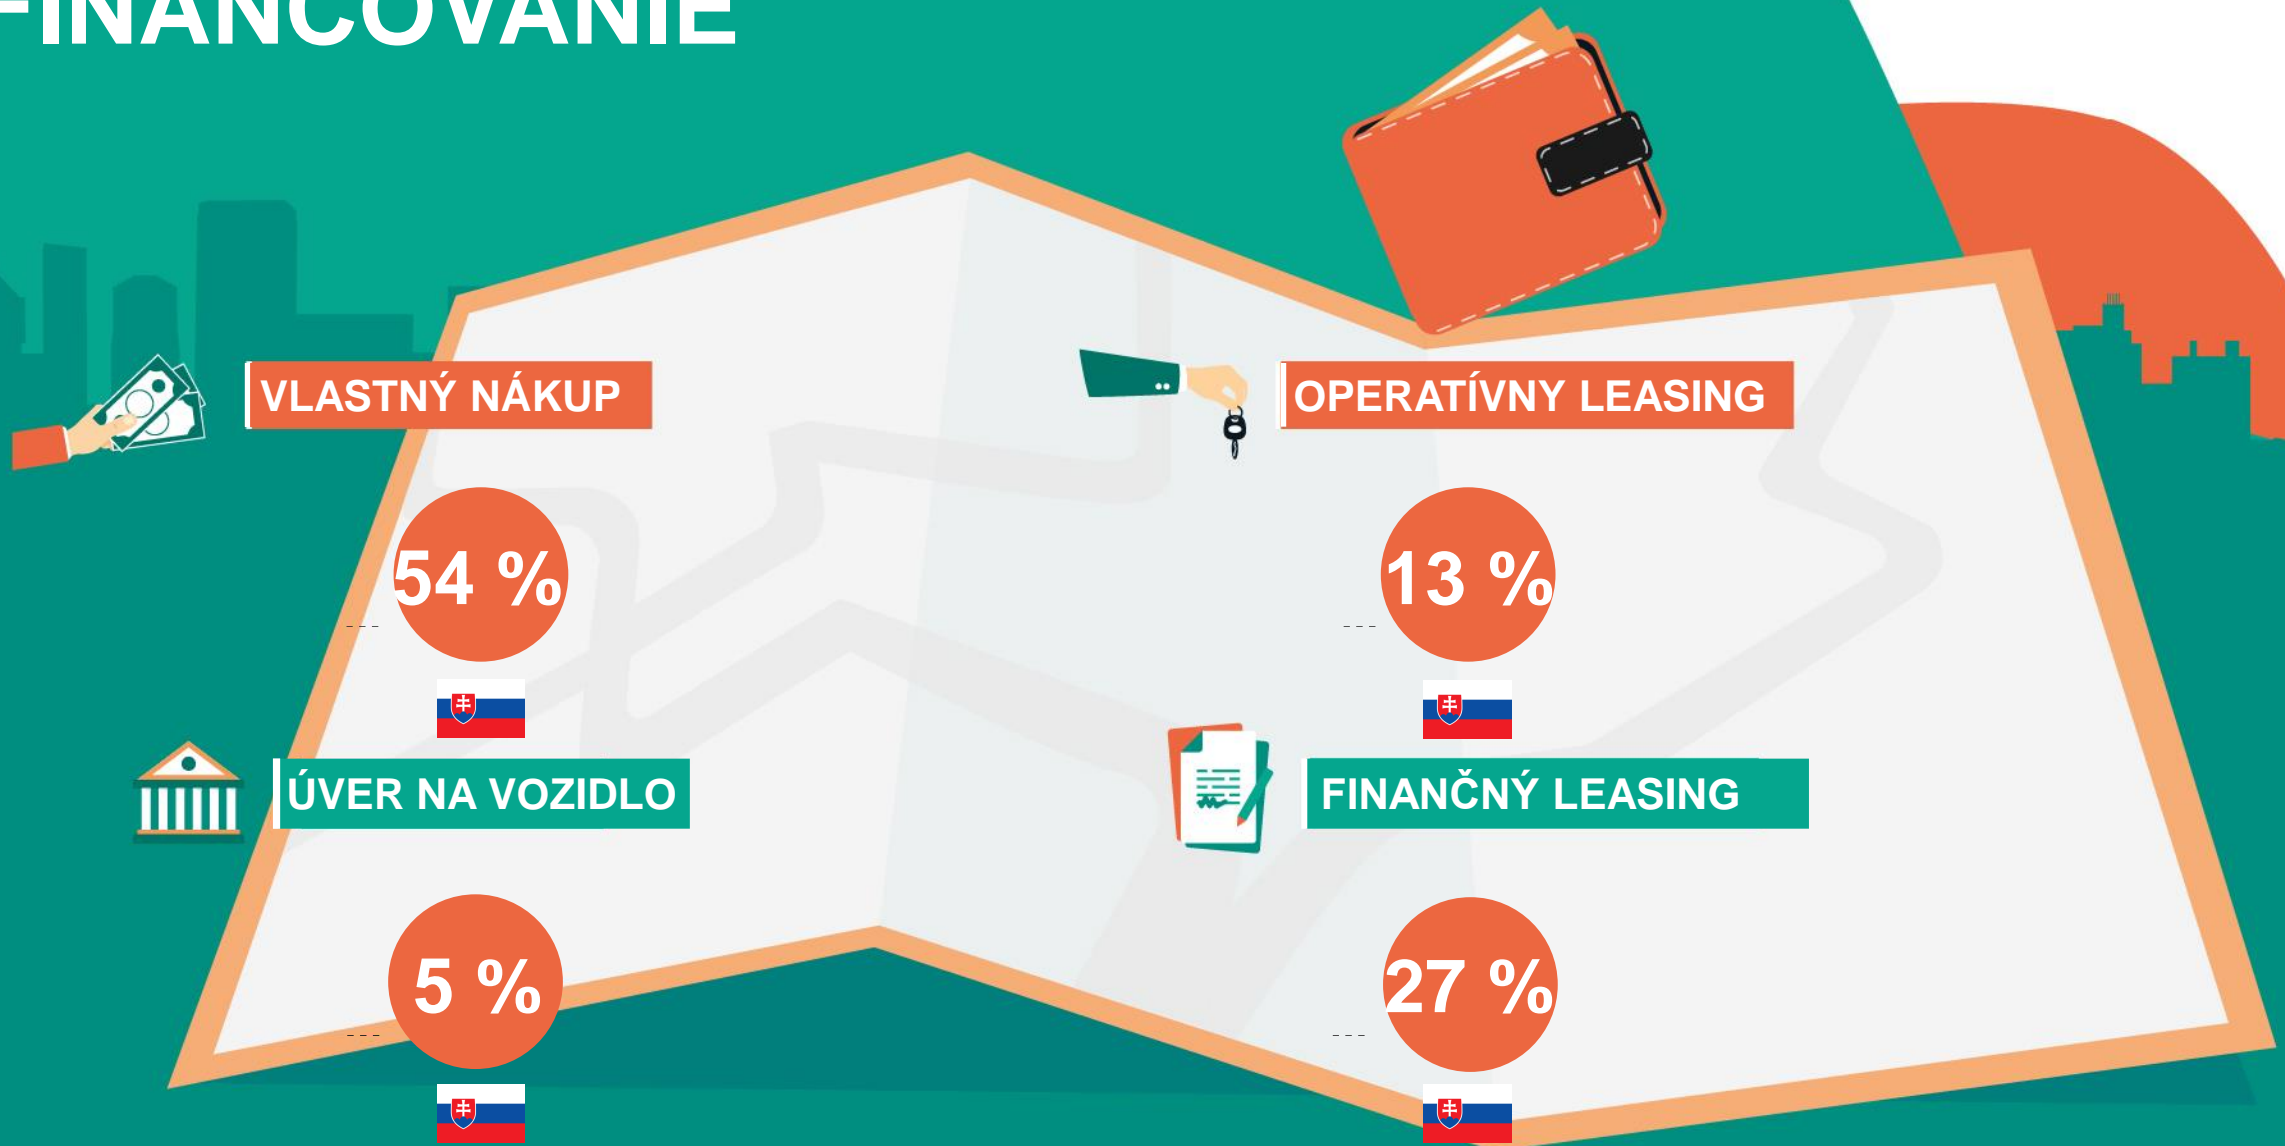 FINANCOVANIE
VLASTNÝ NÁKUP
OPERATÍVNY LEASING
54 %
13 %
ÚVER NA VOZIDLO
FINANČNÝ LEASING
5 %
27 %